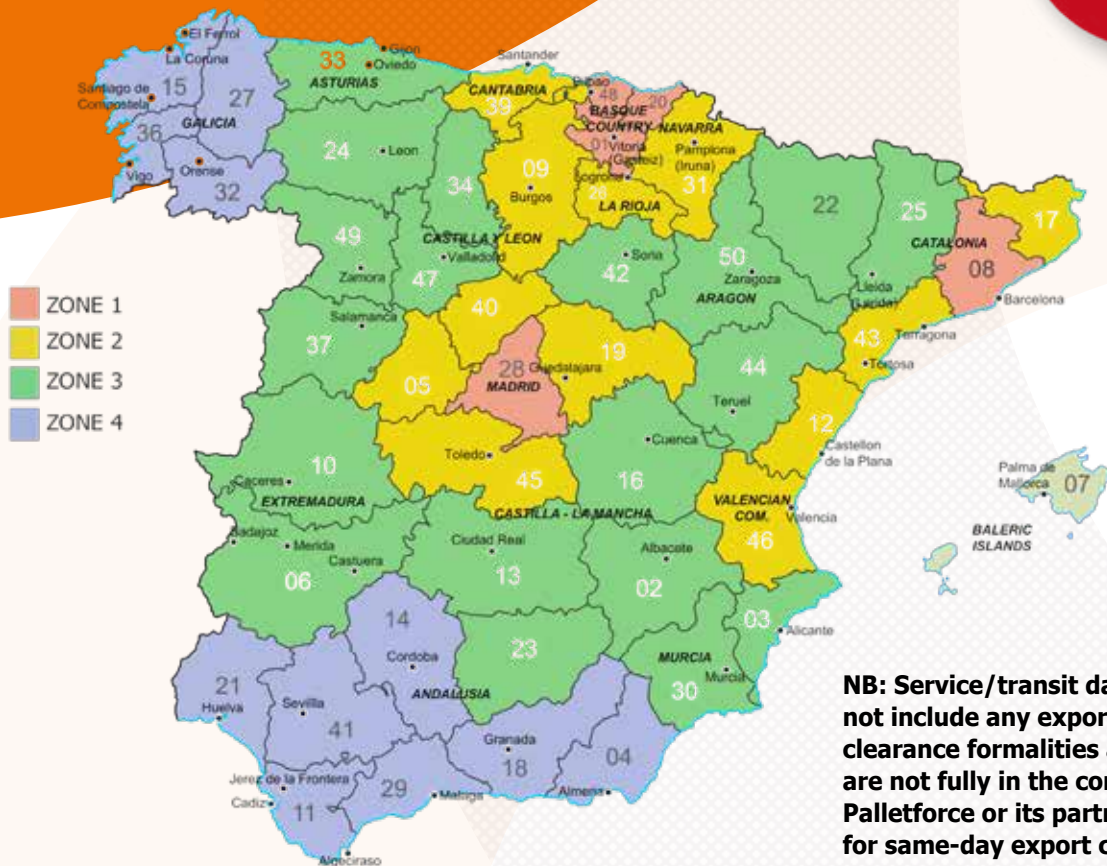 El Ferrol
La Coruna
Santiago de
Compostela
15
27
GALICIA
36
Vigo
Orense
32
33
ASTURIAS
Gijon
Oviedo
Santander
CANTABRIA
39
Bilbao
48
20
BASQUE
COUNTRY
01
Vitoria
(Gasteiz)
NAVARRA
Pamplona
(Iruna)
31
Logrono
26
LA RIOJA
24
Leon
34
09
Burgos
CASTILLA Y LEON
49
Zamora
47
Valladolid
42
Soria
50
Zaragoza
ARAGON
22
25
CATALONIA
Lleida
(Lerida)
17
08
Barcelona
43
Terragona
Tortosa
ZONE 1
ZONE 2
ZONE 3
ZONE 4
37
Salamanca
40
05
28
MADRID
19
Guedalajara
44
Teruel
12
Castellon
de la Plana
10
Caceres
EXTREMADURA
Toledo
45
CASTILLA - LA MANCHA
Cuenca
16
VALENCIAN
COM.
Valencia
46
Palma de
Mallorca
07
BALERIC
ISLANDS
Badajoz
Merida
Castuera
06
Ciudad Real
13
Albacete
02
03
Alicante
14
Cordoba
23
MURCIA
Murcia
30
21
Huelva
Sevilla
41
ANDALUSIA
Granada
18
04
Almeria
Jerez de la Frontera
Cadiz
11
29
Malaga
Algeciraso
NB: Service/transit da
not include any expor
clearance formalities
are not fully in the co
Palletforce or its partn
for same-day export c